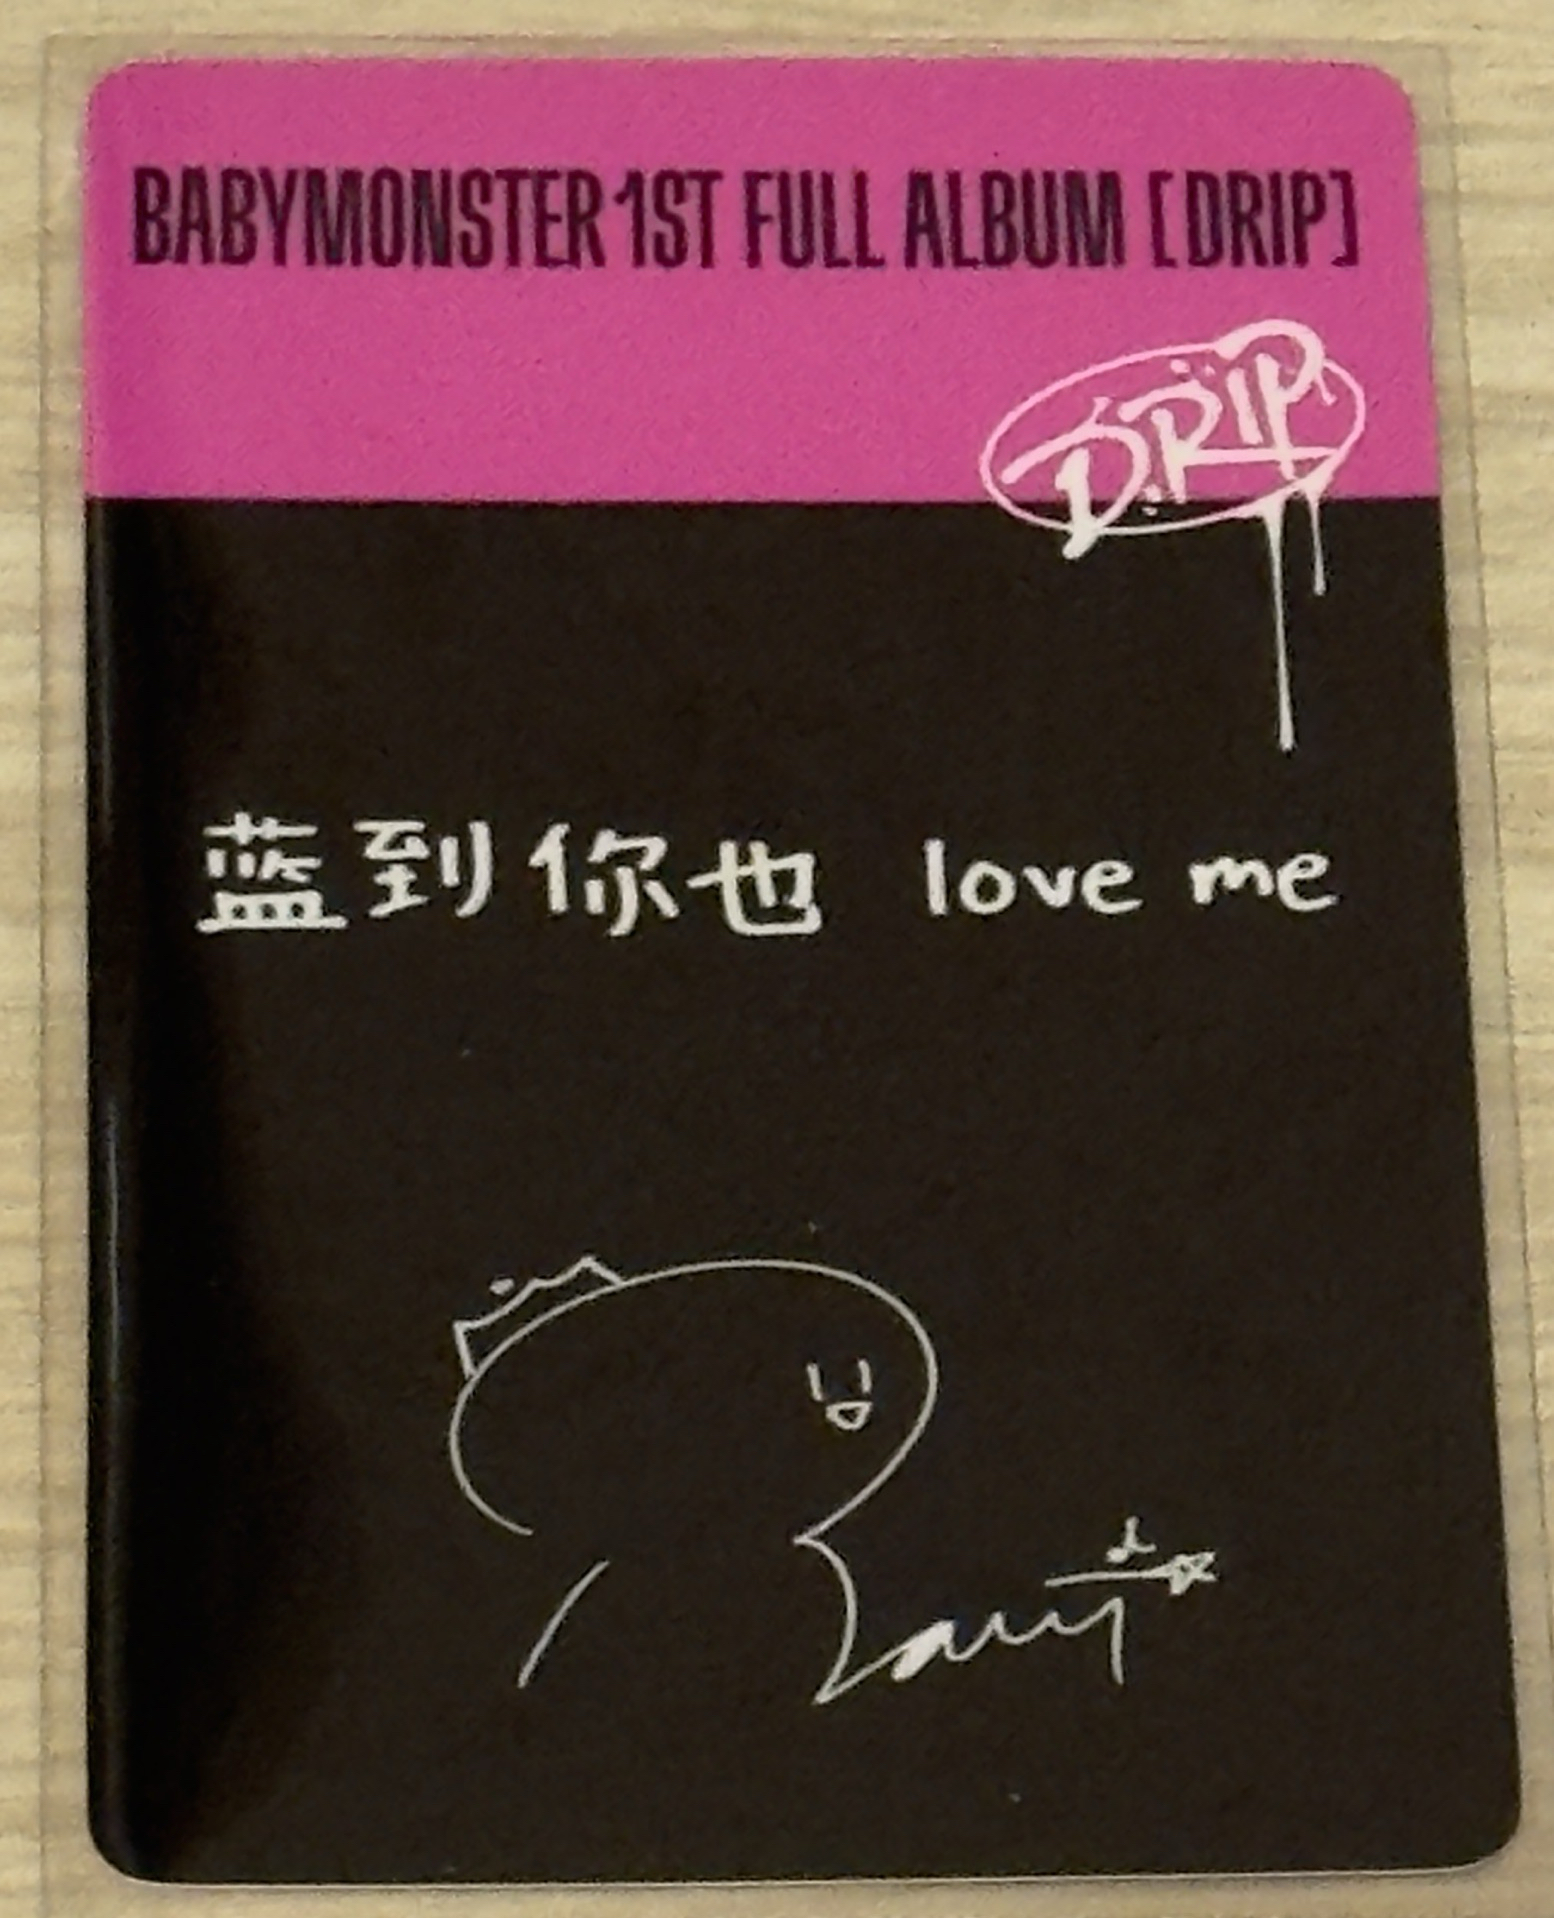 BABYMONSTER 1ST FULL ALBUM [DRIP]
DRIP
蓝到你也 love me